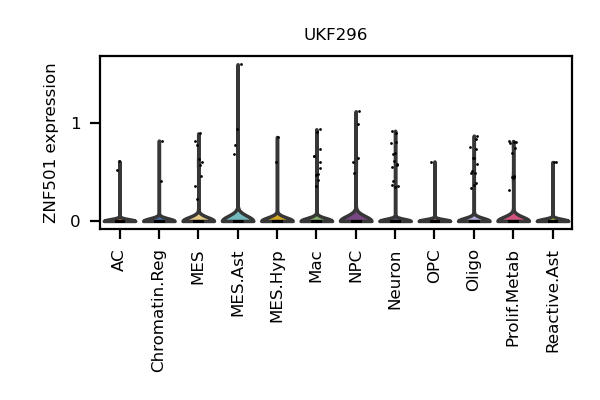 UKF296
ZNF501 expression
1
0
AC
Chromatin.Reg
MES
MES.Ast
MES.Hyp
Mac
NPC
Neuron
OPC
Oligo
Prolif.Metab
Reactive.Ast